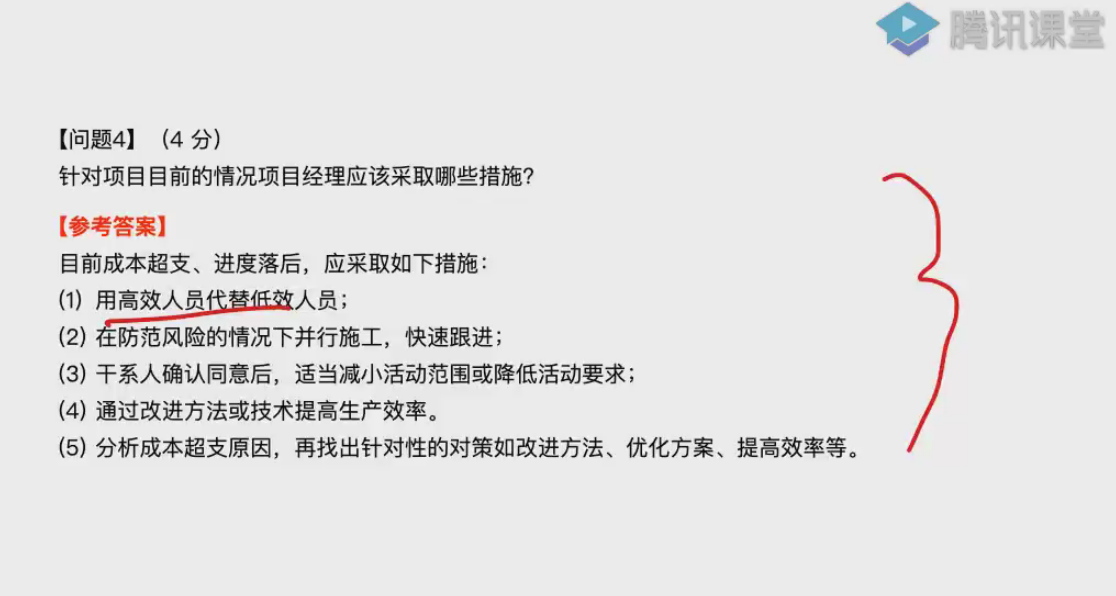 腾讯课堂
【问题4】（4 分）
针对项目目前的情况项目经理应该采取哪些措施？
【参考答案】
目前成本超支、进度落后，应采取如下措施：
(1) 用高效人员代替低效人员；
(2) 在防范风险的情况下并行施工，快速跟进；
(3) 干系人确认同意后，适当减小活动范围或降低活动要求；
(4) 通过改进方法或技术提高生产效率。
(5) 分析成本超支原因，再找出针对性的对策如改进方法、优化方案、提高效率等。